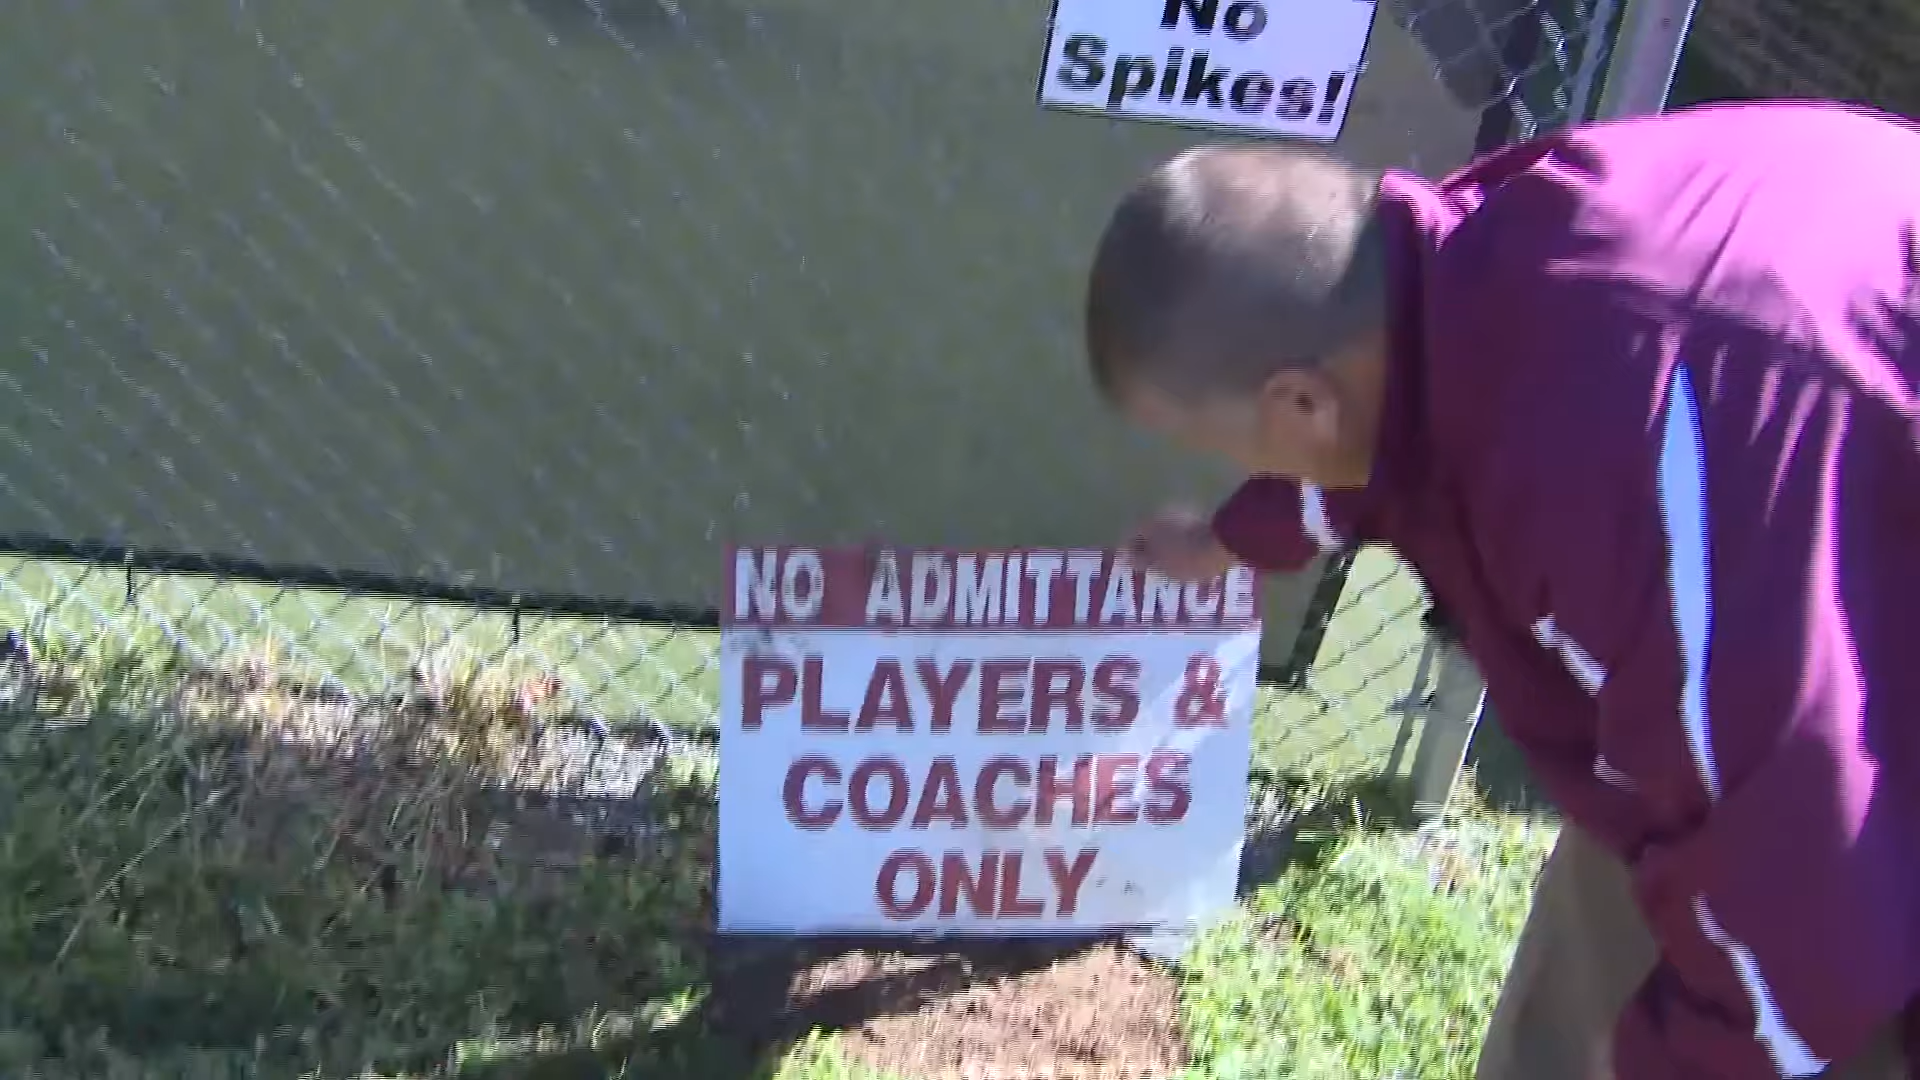 No
Spikes!
NO ADMITTANCE
PLAYERS &
COACHES
ONLY